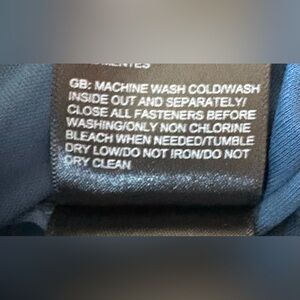 GB: MACHINE WASH COLD/WASH
INSIDE OUT AND SEPARATELY/
CLOSE ALL FASTENERS BEFORE
WASHING/ONLY NON CHLORINE
BLEACH WHEN NEEDED/TUMBLE
DRY LOW/DO NOT IRON/DO NOT
DRY CLEAN